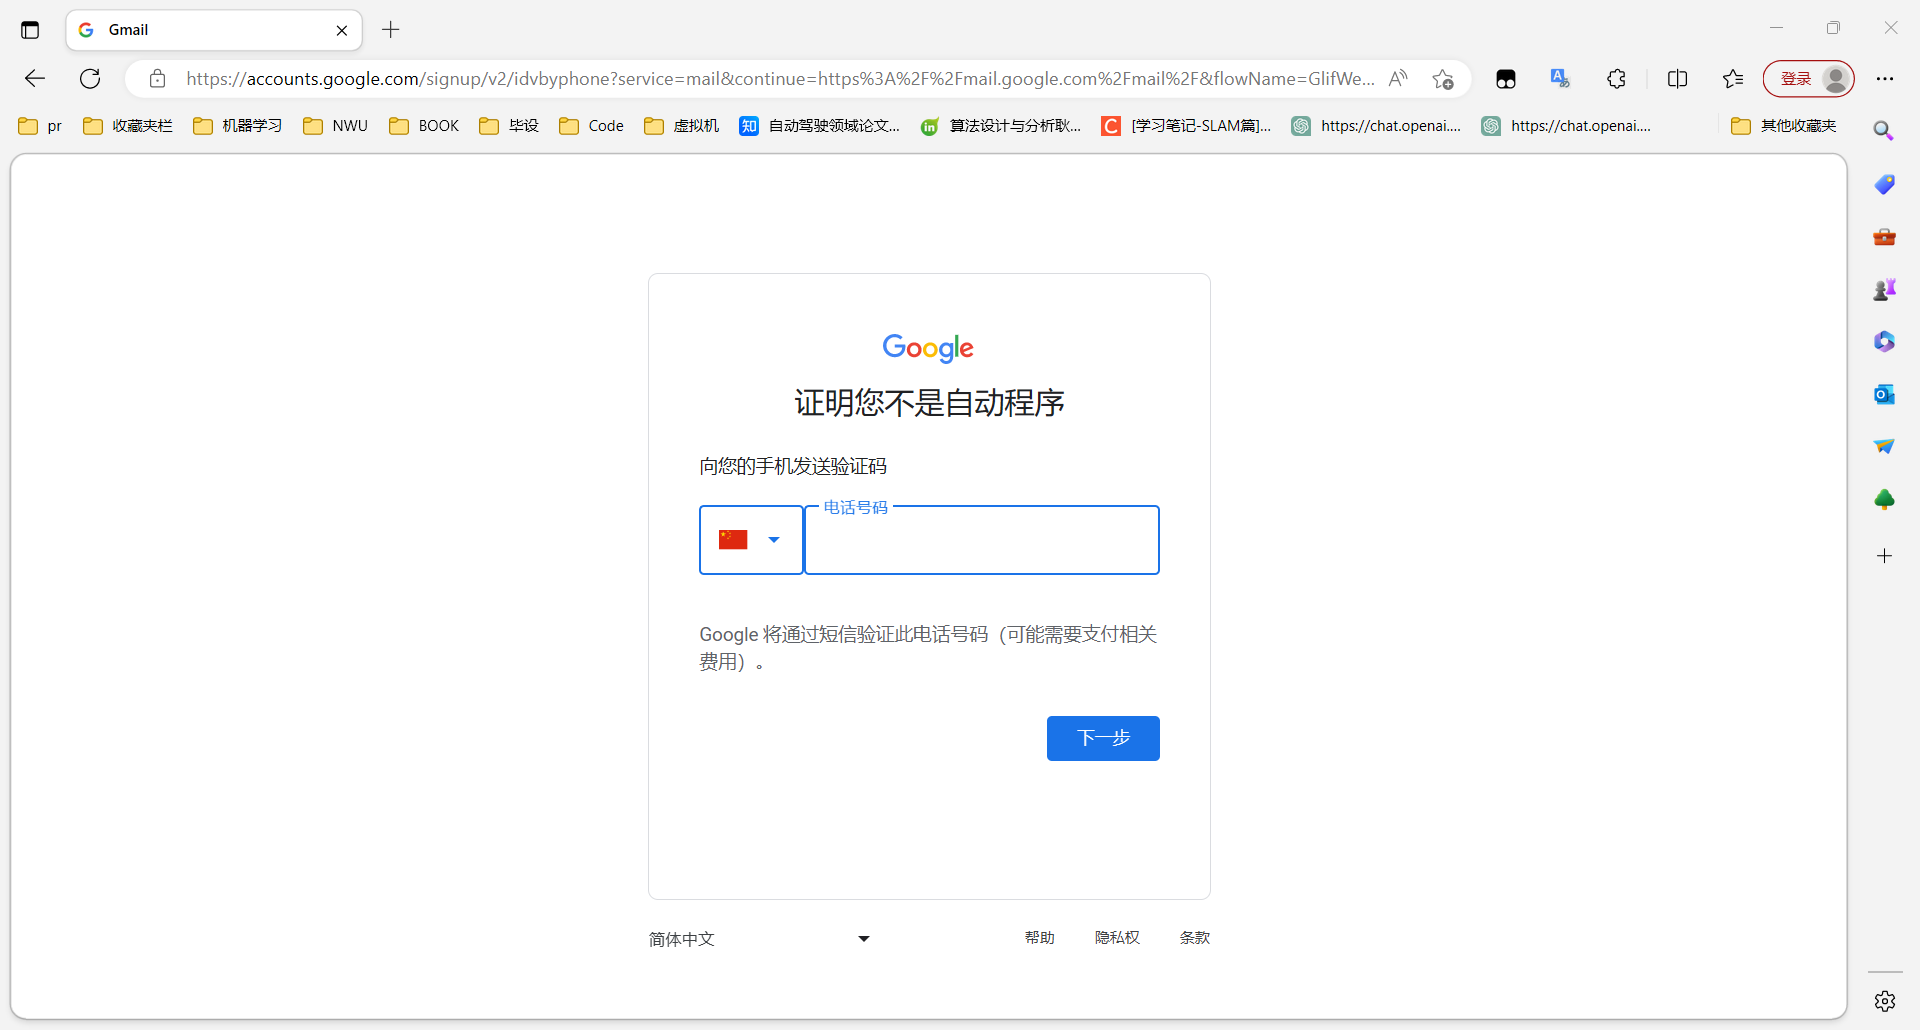 Gmail
https://accounts.google.com/signup/v2/idvbyphone?service=mail&continue=https%3A%2F%2Fmail.google.com%2Fmail%2F&flowName=GlifWe...
登录
pr
收藏夹栏
机器学习
NWU
BOOK
毕设
Code
虚拟机
知 自动驾驶领域论文...
in 算法设计与分析耿...
C [学习笔记-SLAM篇]...
https://chat.openai....
https://chat.openai....
其他收藏夹
Google
证明您不是自动程序
向您的手机发送验证码
电话号码
Google 将通过短信验证此电话号码（可能需要支付相关
费用）。
下一步
简体中文
帮助
隐私权
条款